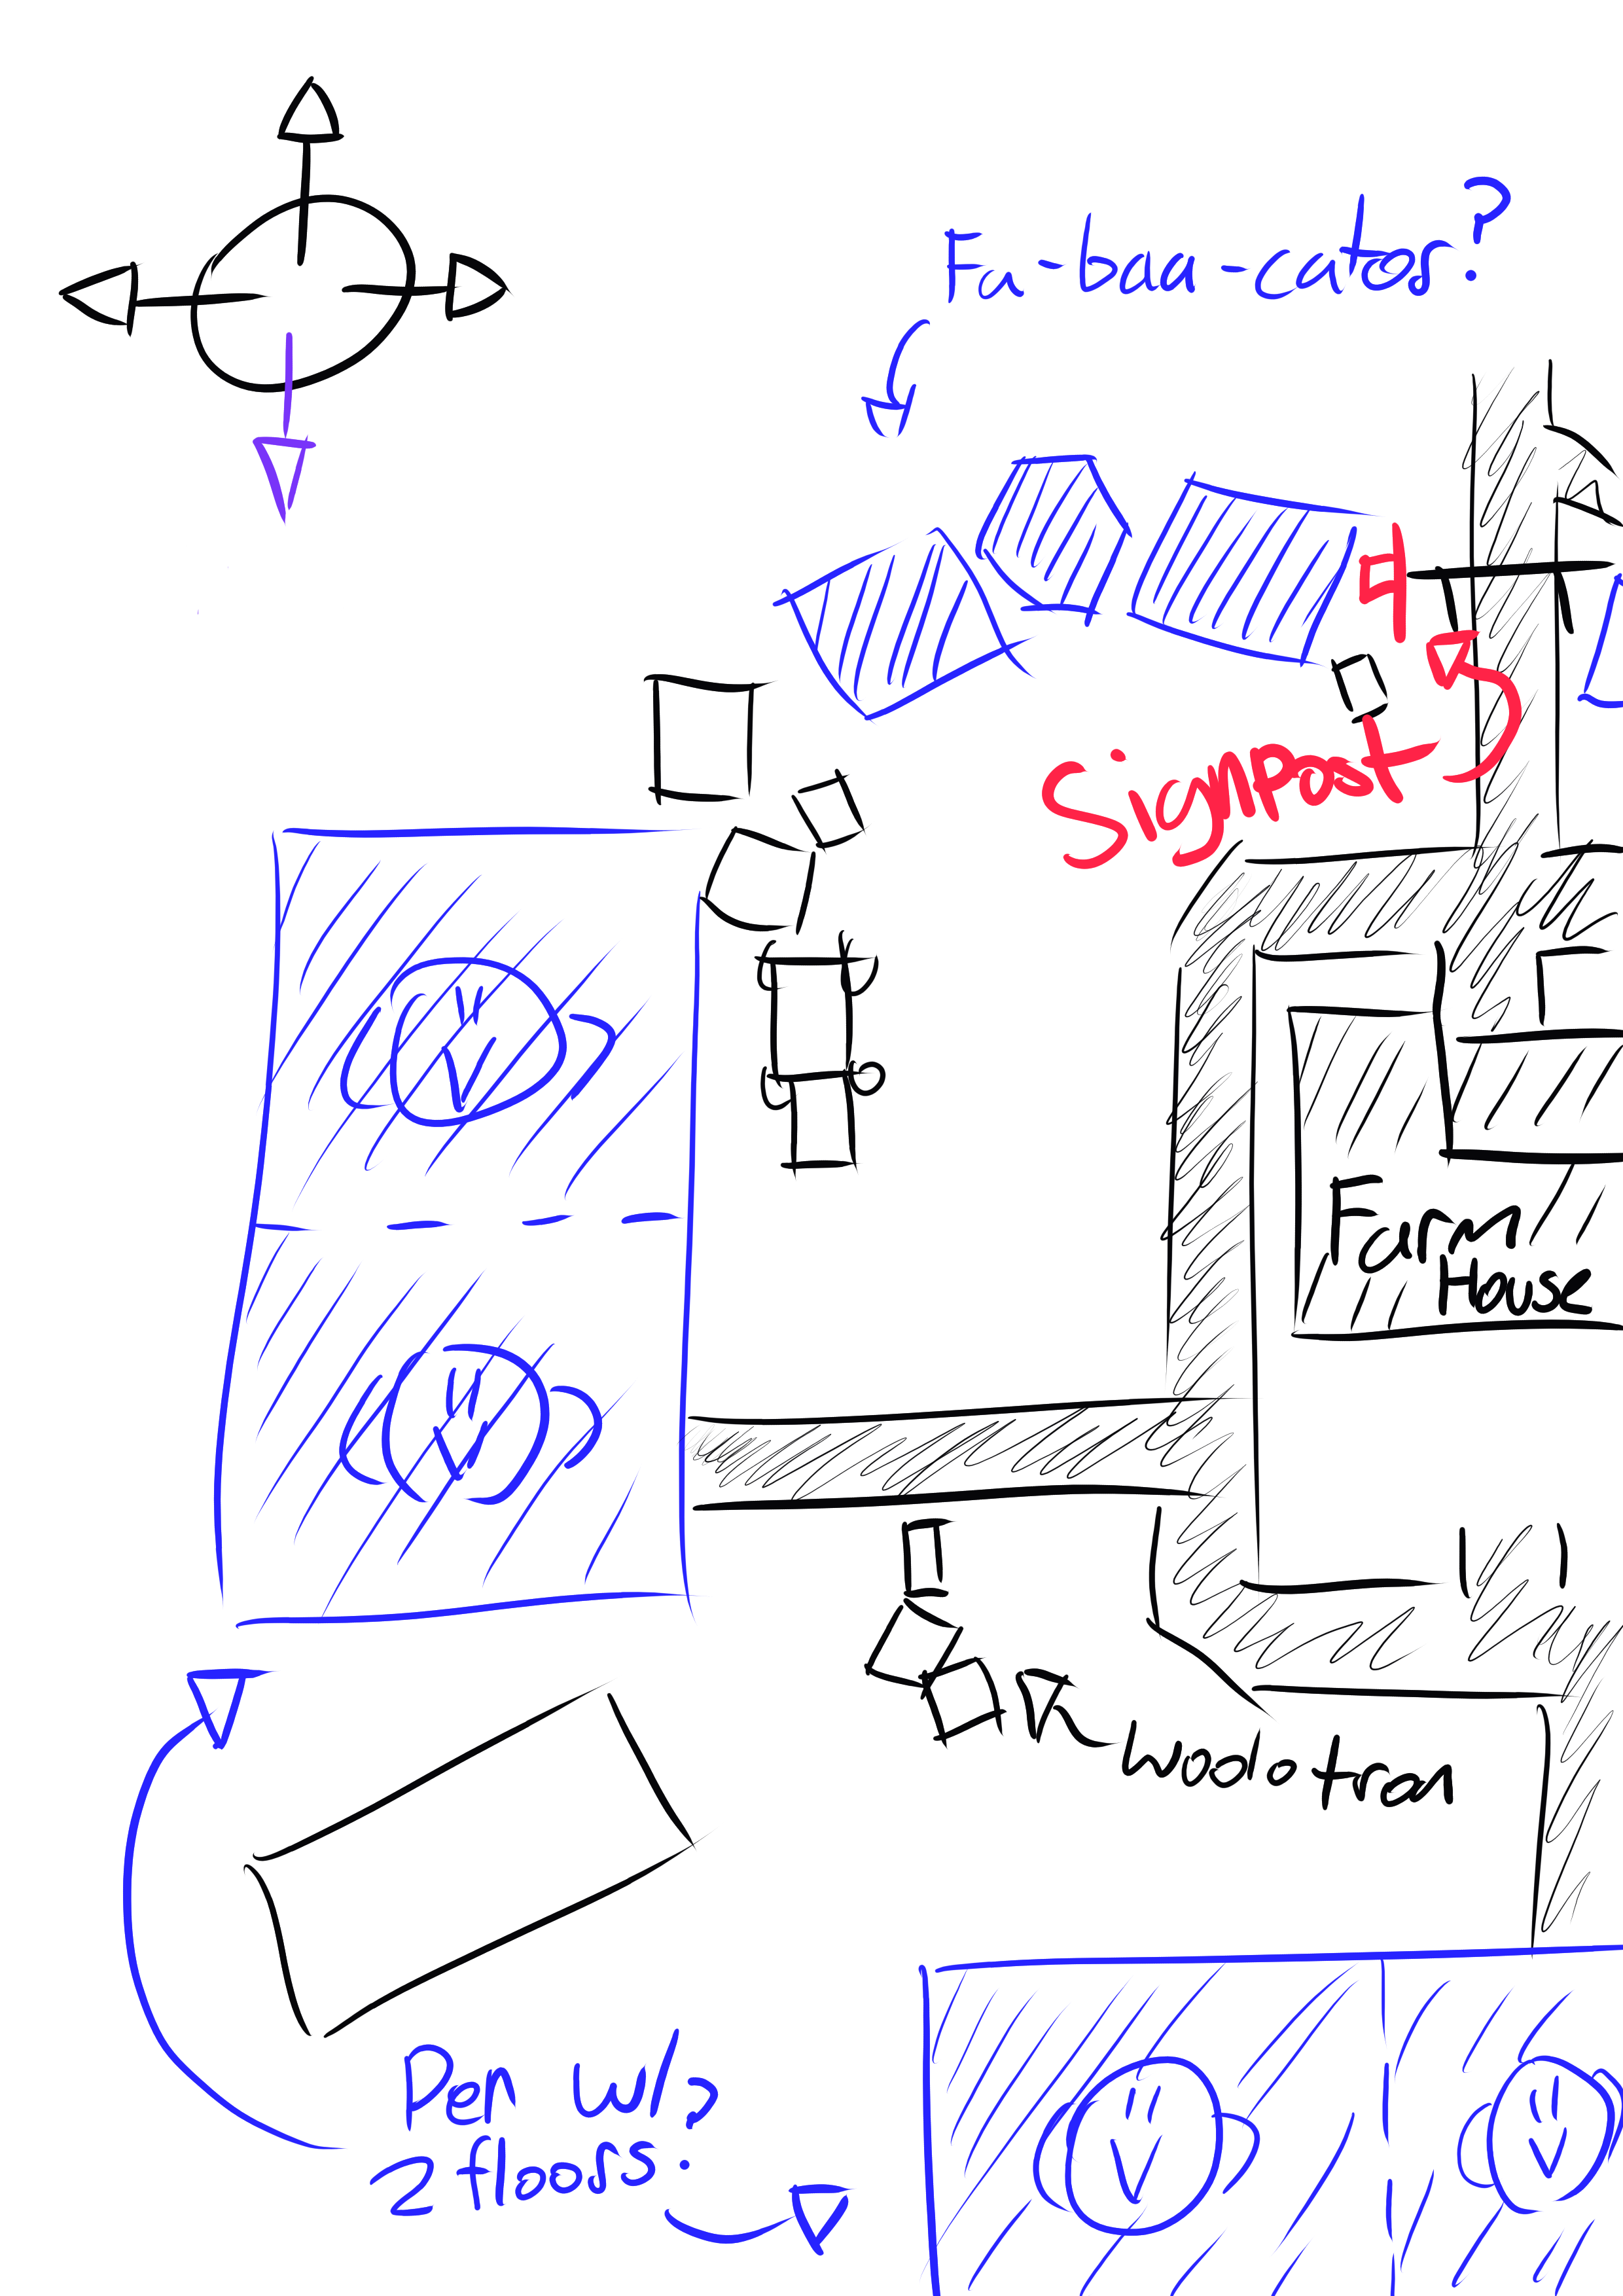 Fa-baa-cator?
Signpost
Farm
House
Woolotron
Pen w/
2 floors?